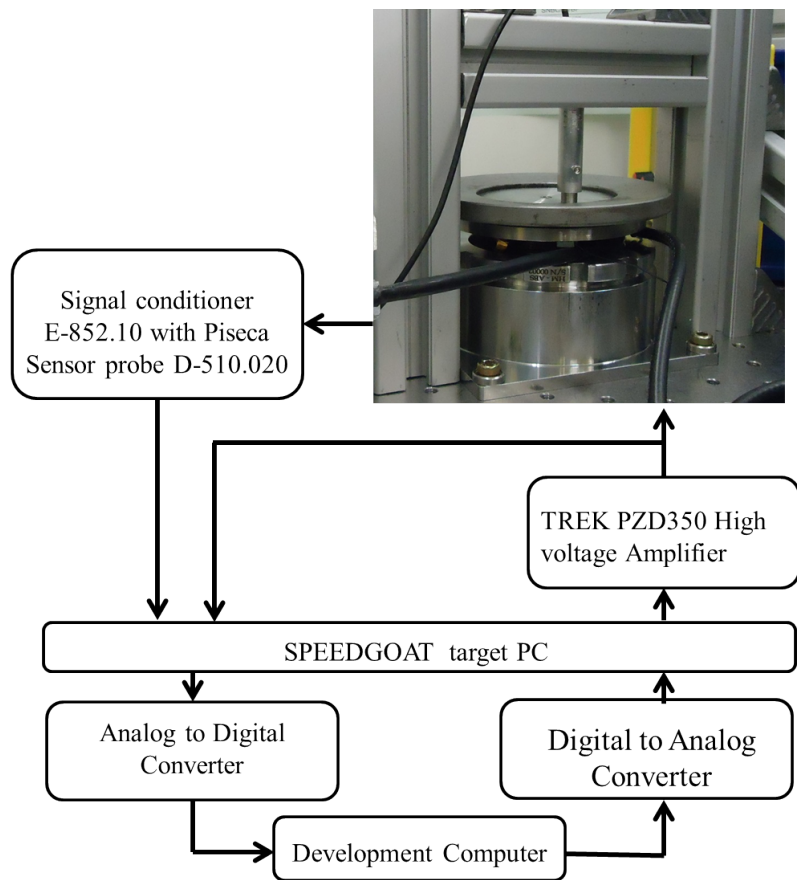 Signal conditioner
E-852.10 with Piseca
Sensor probe D-510.020
TREK PZD350 High
voltage Amplifier
SPEEDGOAT target PC
Analog to Digital
Converter
Digital to Analog
Converter
Development Computer